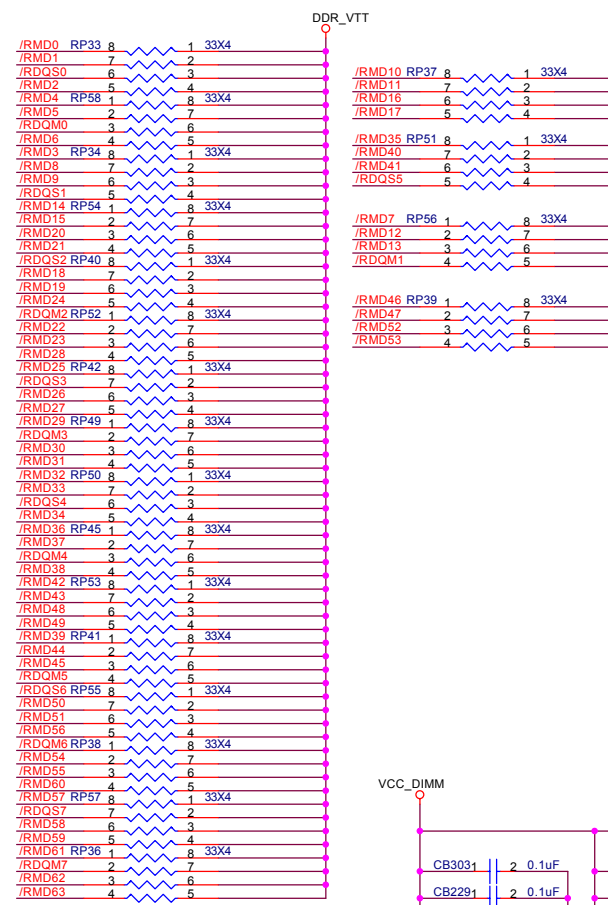 DDR_VTT
/RMD0 RP33 8 1 33X4
/RMD1 7 2
/RDQS0 6 3
/RMD2 5 4
/RMD4 RP58 1 8 33X4
/RMD5 2 7
/RDQM0 3 6
/RMD6 4 5
/RMD3 RP34 8 1 33X4
/RMD8 7 2
/RMD9 6 3
/RDQS1 5 4
/RMD14 RP54 1 8 33X4
/RMD15 2 7
/RMD20 3 6
/RMD21 4 5
/RDQS2 RP40 8 1 33X4
/RMD18 7 2
/RMD19 6 3
/RMD24 5 4
/RDQM2 RP52 1 8 33X4
/RMD22 2 7
/RMD23 3 6
/RMD28 4 5
/RMD25 RP42 8 1 33X4
/RDQS3 7 2
/RMD26 6 3
/RMD27 5 4
/RMD29 RP49 1 8 33X4
/RDQM3 2 7
/RMD30 3 6
/RMD31 4 5
/RMD32 RP50 8 1 33X4
/RMD33 7 2
/RDQS4 6 3
/RMD34 5 4
/RMD36 RP45 1 8 33X4
/RMD37 2 7
/RDQM4 3 6
/RMD38 4 5
/RMD42 RP53 8 1 33X4
/RMD43 7 2
/RMD48 6 3
/RMD49 5 4
/RMD39 RP41 1 8 33X4
/RMD44 2 7
/RMD45 3 6
/RDQM5 4 5
/RDQS6 RP55 8 1 33X4
/RMD50 7 2
/RMD51 6 3
/RMD56 5 4
/RDQM6 RP38 1 8 33X4
/RMD54 2 7
/RMD55 3 6
/RMD60 4 5
/RMD57 RP57 8 1 33X4
/RDQS7 7 2
/RMD58 6 3
/RMD59 5 4
/RMD61 RP36 1 8 33X4
/RDQM7 2 7
/RMD62 3 6
/RMD63 4 5
/RMD10 RP37 8 1 33X4
/RMD11 7 2
/RMD16 6 3
/RMD17 5 4
/RMD35 RP51 8 1 33X4
/RMD40 7 2
/RMD41 6 3
/RDQS5 5 4
/RMD7 RP56 1 8 33X4
/RMD12 2 7
/RMD13 3 6
/RDQM1 4 5
/RMD46 RP39 1 8 33X4
/RMD47 2 7
/RMD52 3 6
/RMD53 4 5
VCC_DIMM
CB303 1 2 0.1uF
CB229 1 2 0.1uF